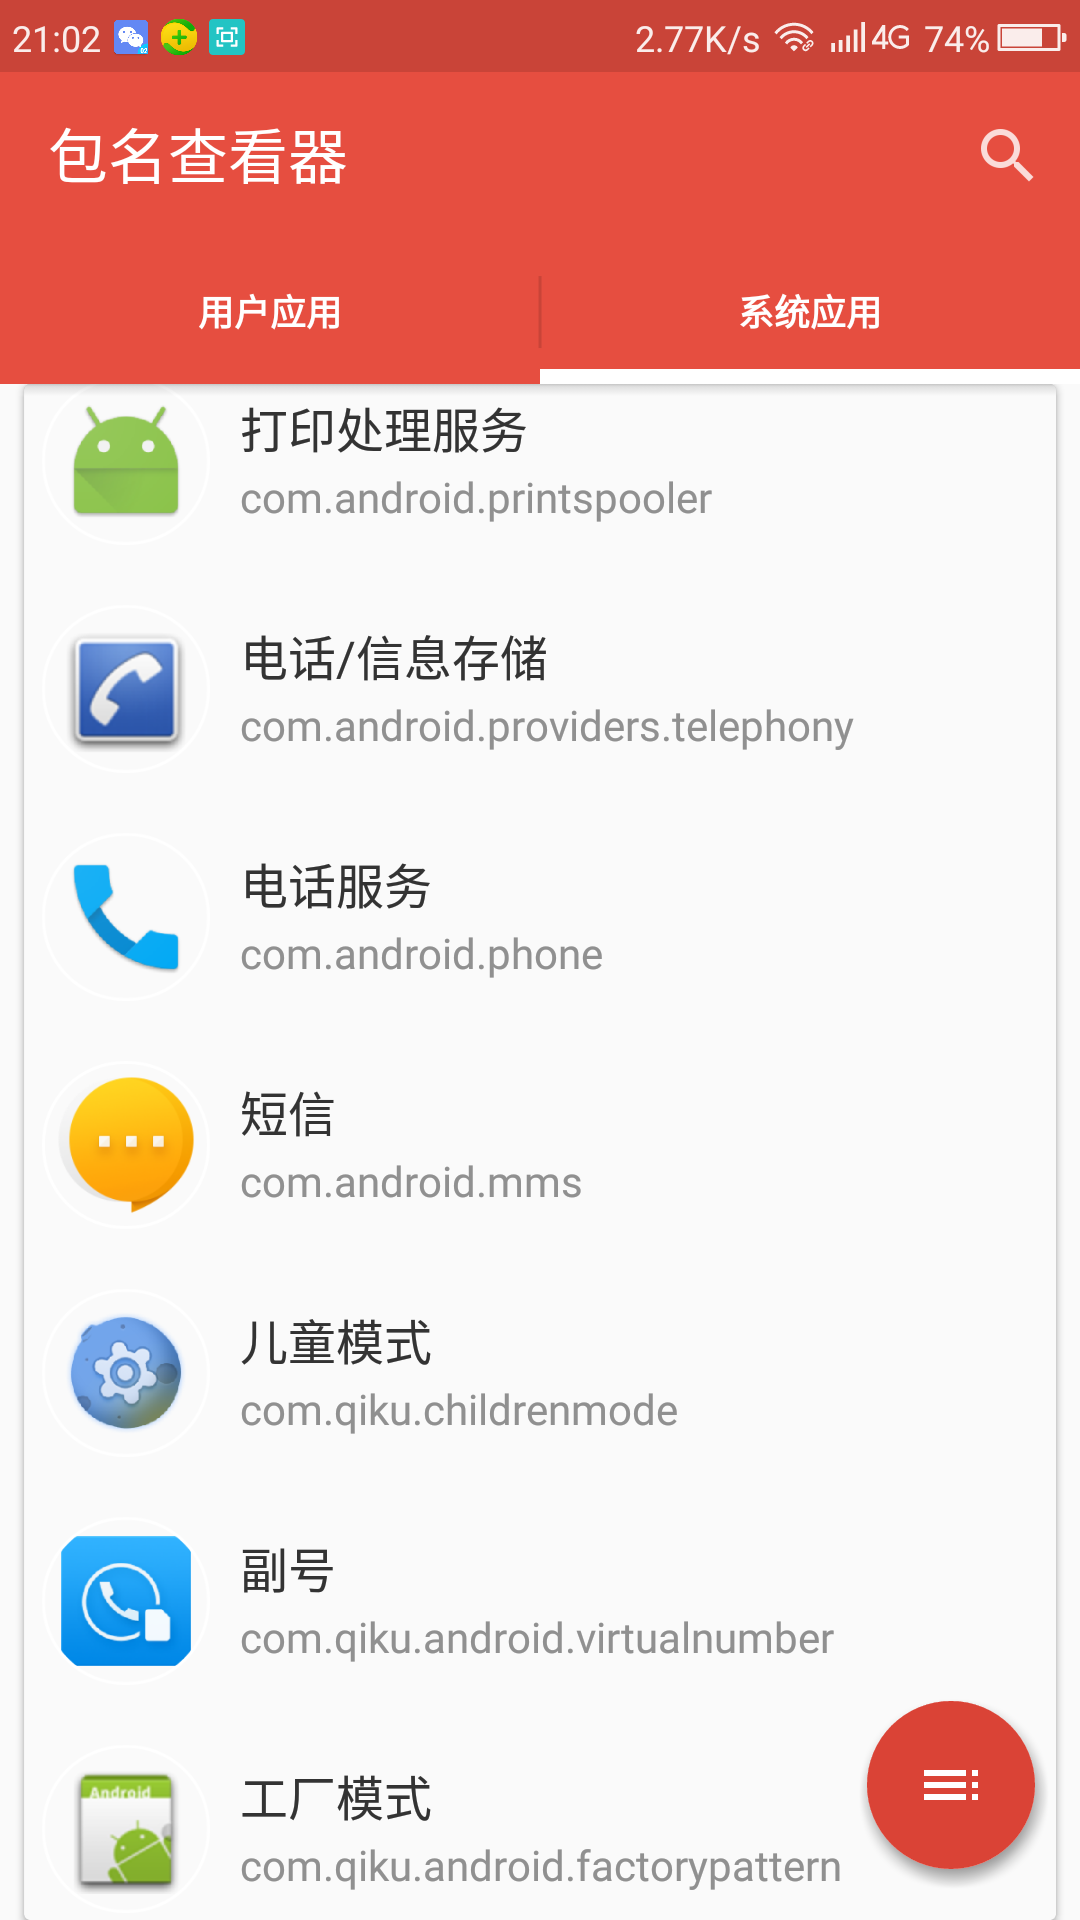 21:02 2.77K/s 4G 74%
包名查看器
用户应用 系统应用
打印处理服务
com.android.printspooler
电话/信息存储
com.android.providers.telephony
电话服务
com.android.phone
短信
com.android.mms
儿童模式
com.qiku.childrenmode
副号
com.qiku.android.virtualnumber
Android
工厂模式
com.qiku.android.factorypattern